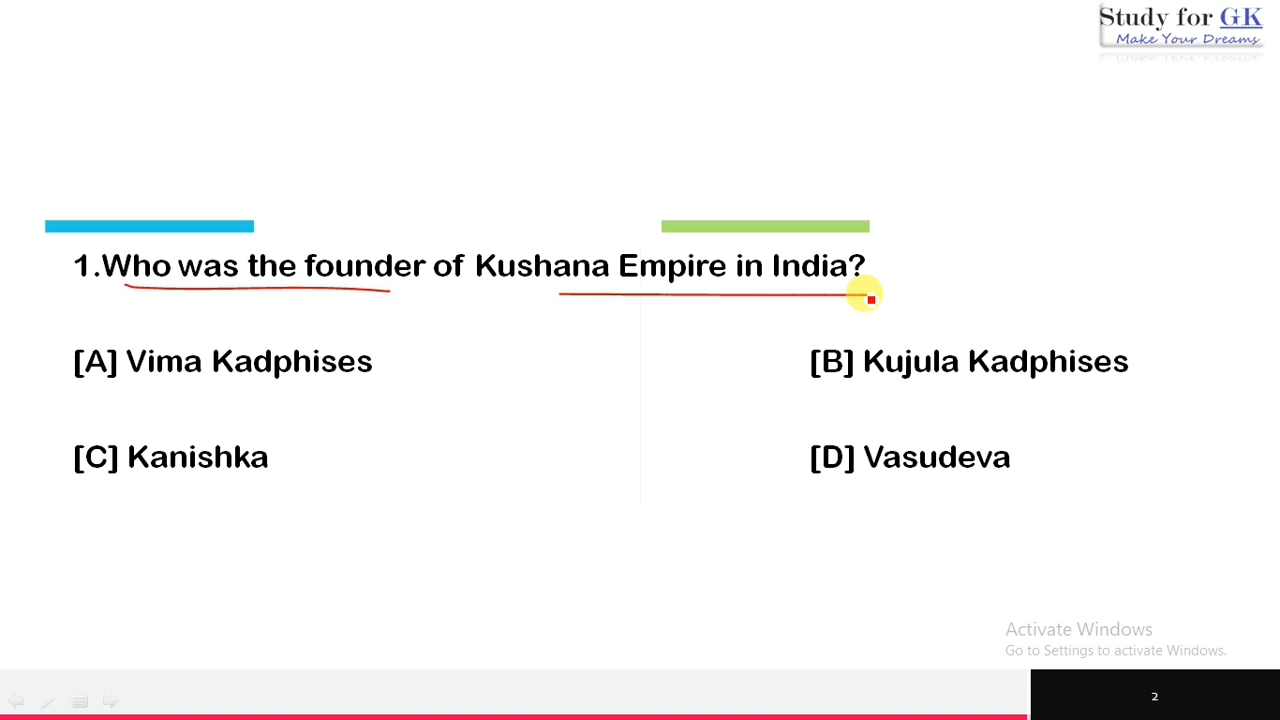 Study for GK
Make Your Dreams
1.Who was the founder of Kushana Empire in India?
[A] Vima Kadphises
[B] Kujula Kadphises
[C] Kanishka
[D] Vasudeva
Activate Windows
Go to Settings to activate Windows.
2